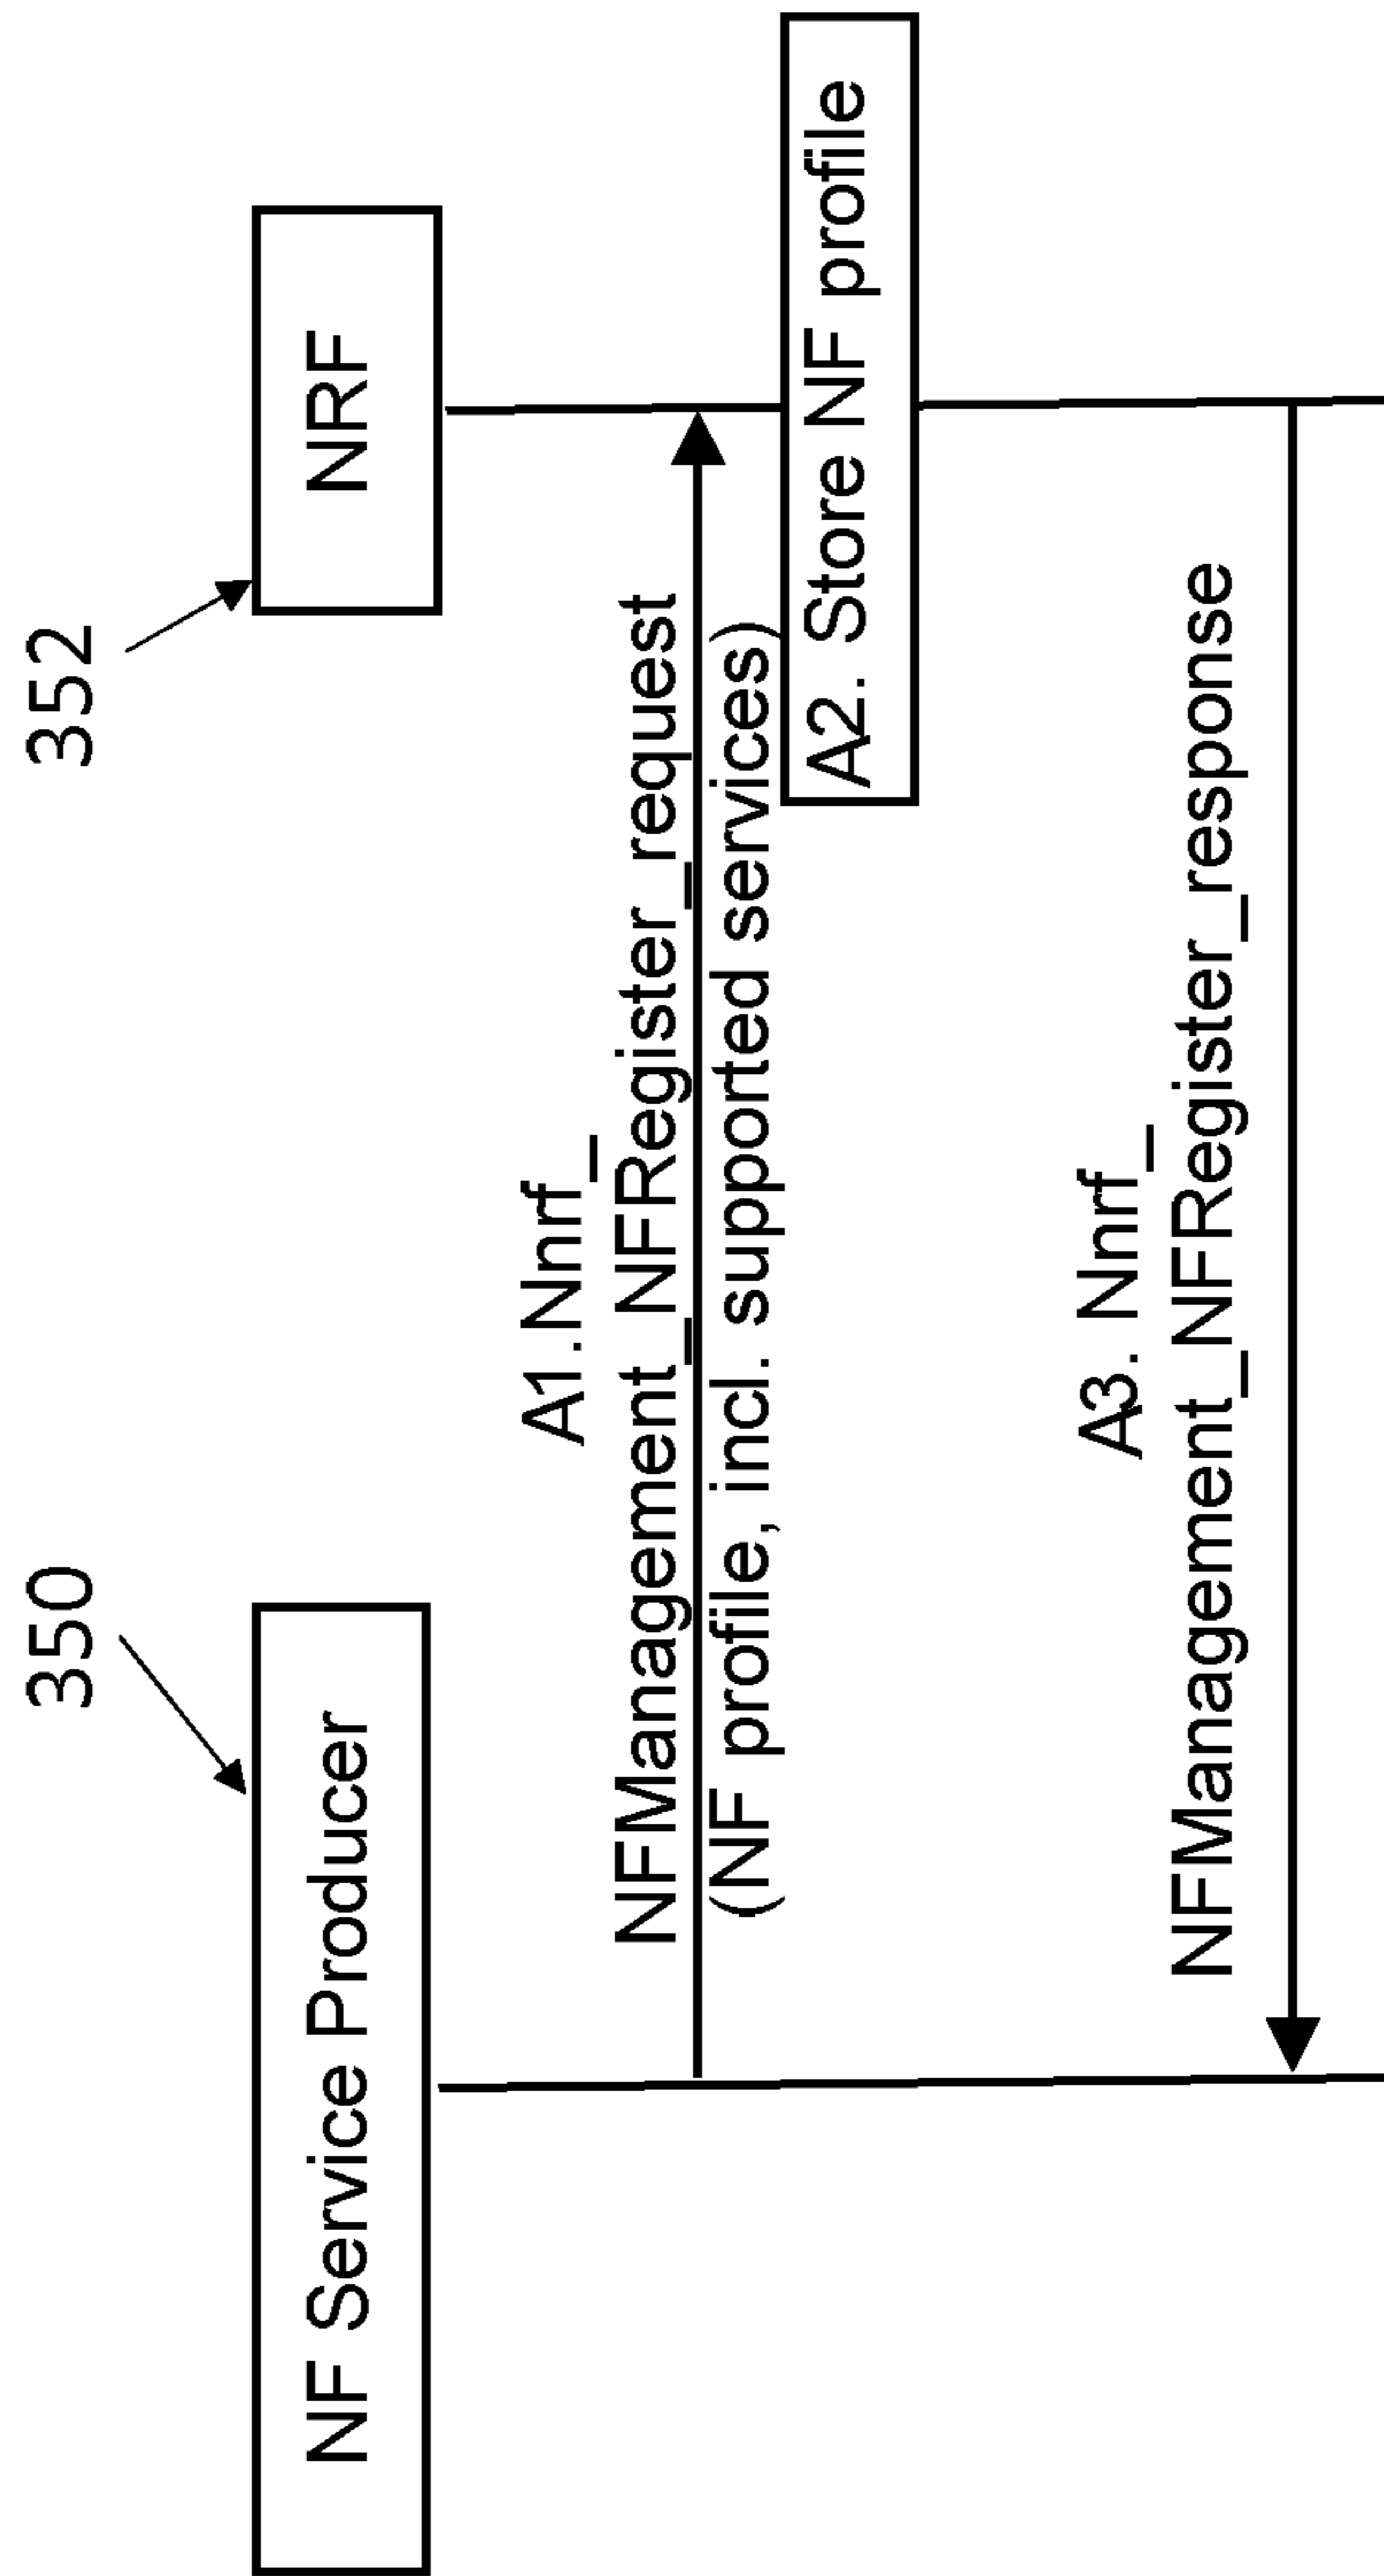 350
352
NF Service Producer
NRF
A1.Nnrf_
NFManagement_NFRegister_request
(NF profile, incl. supported services)
A2. Store NF profile
A3. Nnrf_
NFManagement_NFRegister_response